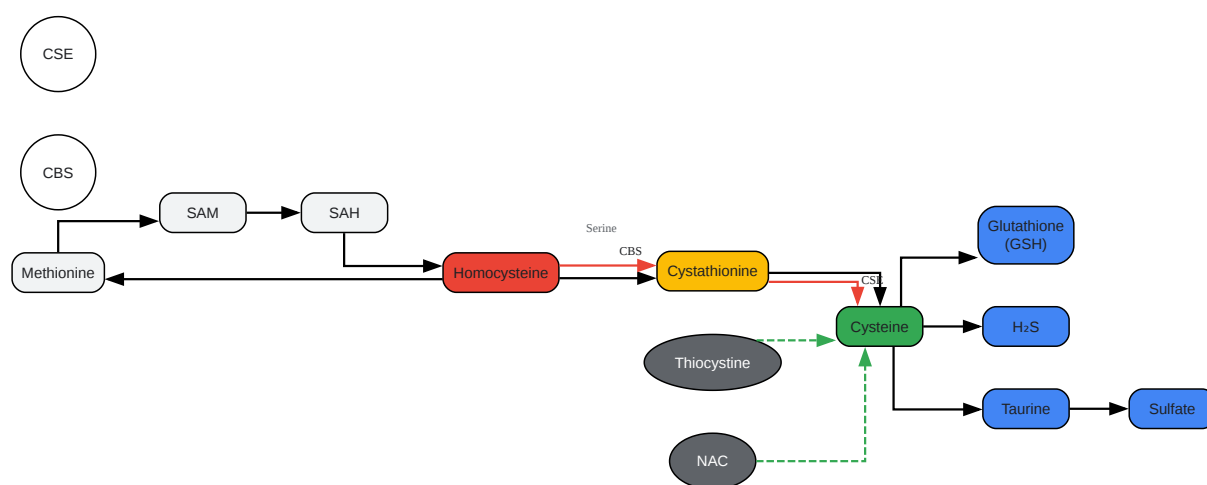 CSE
CBS
SAM
SAH
Methionine
Homocysteine
Serine
CBS
Cystathionine
CSE
Cysteine
Glutathione
(GSH)
H₂S
Thiocystine
Taurine
Sulfate
NAC